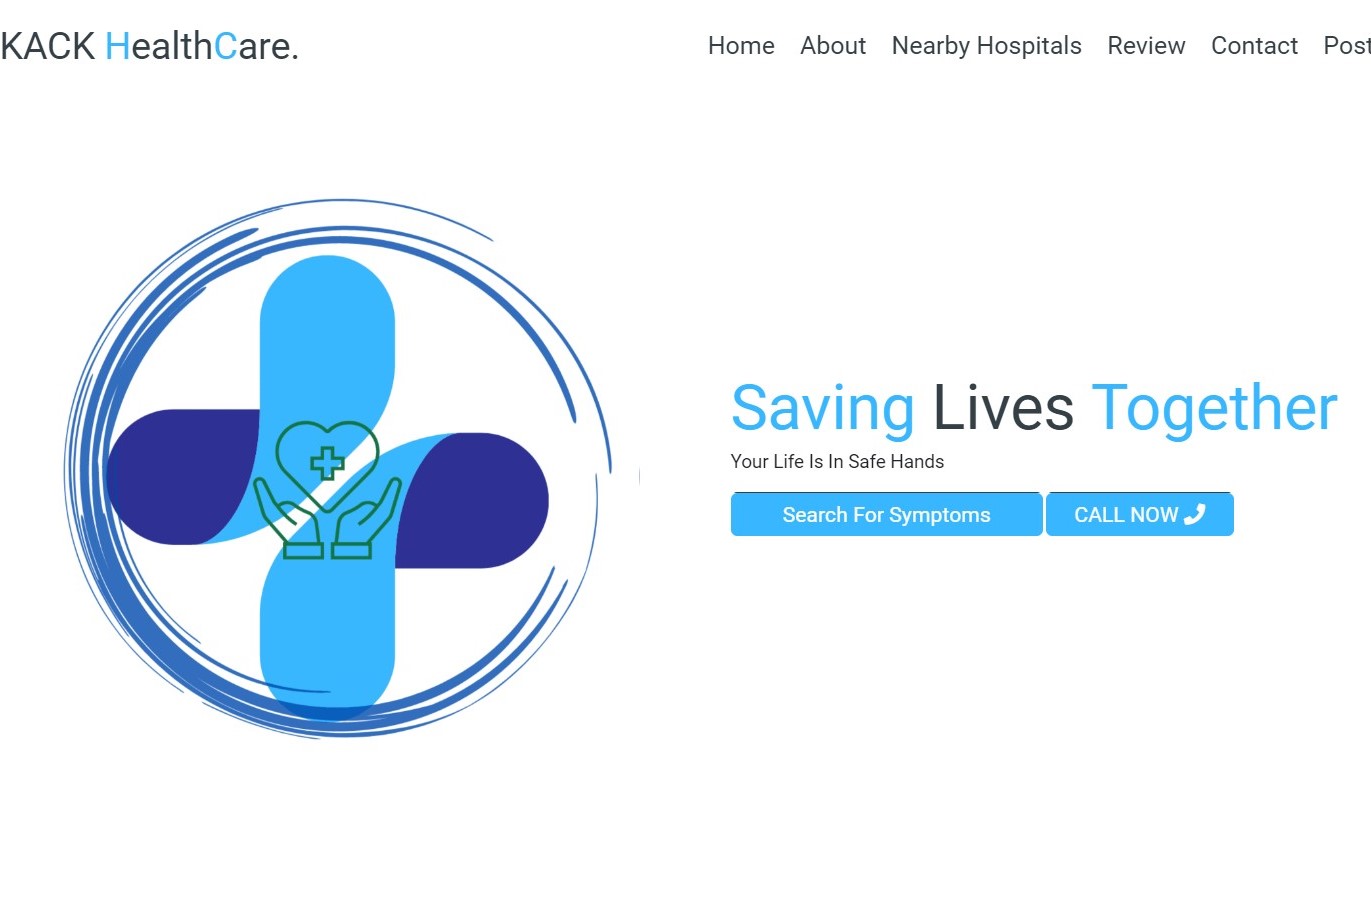 KACK HealthCare.
Home About Nearby Hospitals Review Contact Post
Saving Lives Together
Your Life Is In Safe Hands
Search For Symptoms CALL NOW